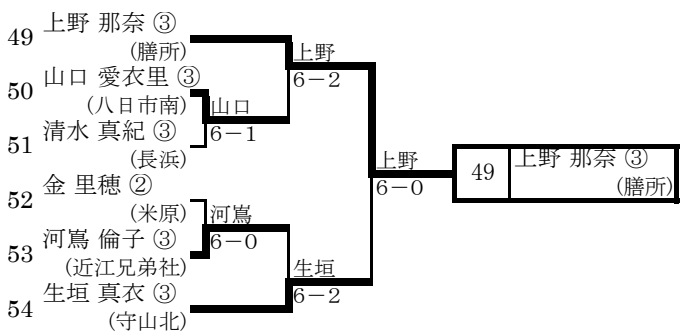 49 上野 那奈 ③
(膳所)
上野
6－2
50 山口 愛衣里 ③
(八日市南)
山口
6－1
51 清水 真紀 ③
(長浜)
上野
6－0
49 上野 那奈 ③
(膳所)
52 金 里穂 ②
(米原)
河嶌
6－0
53 河嶌 倫子 ③
(近江兄弟社)
生垣
6－2
54 生垣 真衣 ③
(守山北)